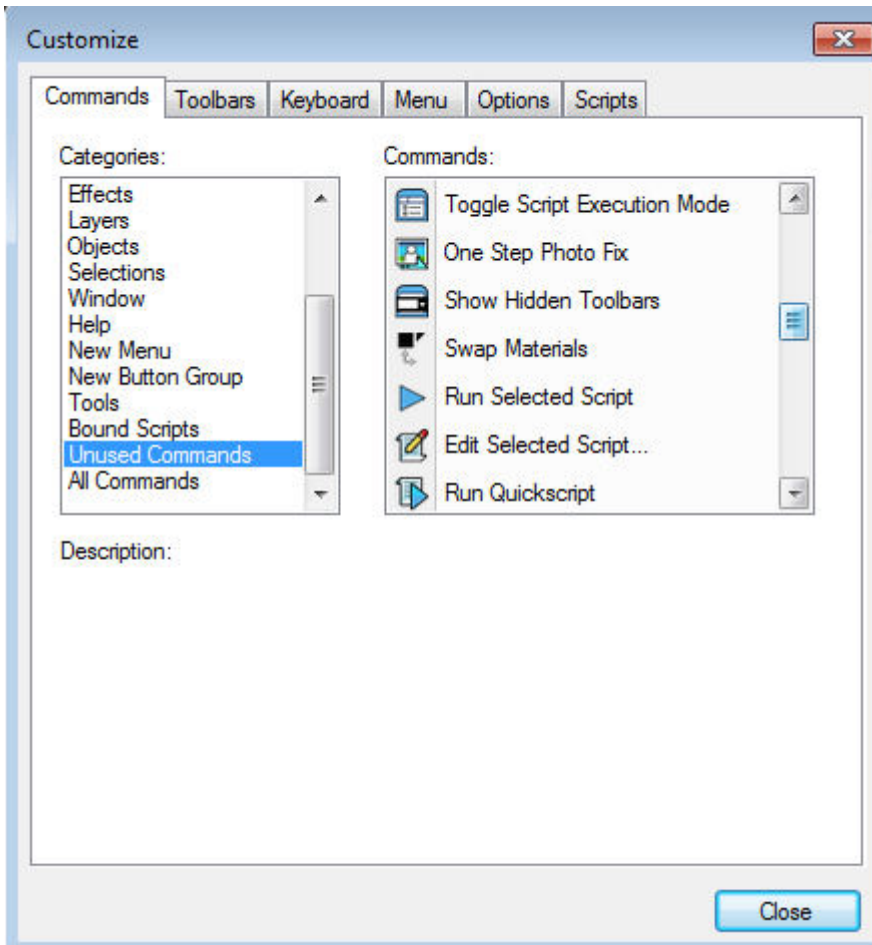 Customize
Commands Toolbars Keyboard Menu Options Scripts
Categories:
Effects
Layers
Objects
Selections
Window
Help
New Menu
New Button Group
Tools
Bound Scripts
Unused Commands
All Commands
Commands:
Toggle Script Execution Mode
One Step Photo Fix
Show Hidden Toolbars
Swap Materials
Run Selected Script
Edit Selected Script...
Run Quickscript
Description:
Close